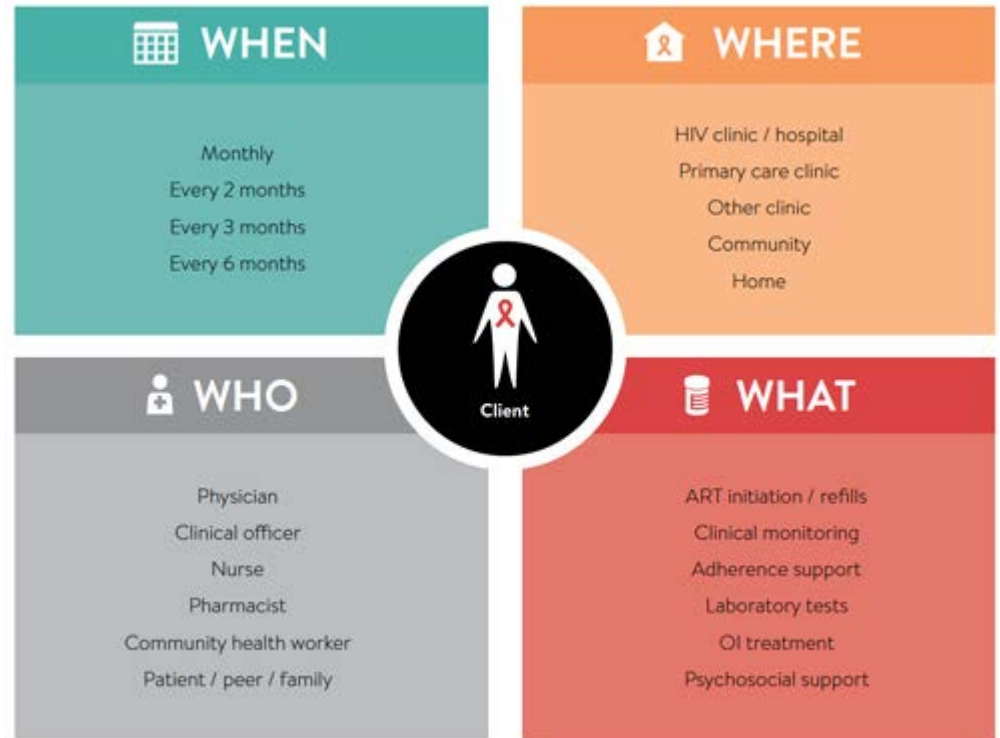 WHEN
Monthly
Every 2 months
Every 3 months
Every 6 months
WHERE
HIV clinic / hospital
Primary care clinic
Other clinic
Community
Home
Client
WHO
Physician
Clinical officer
Nurse
Pharmacist
Community health worker
Patient / peer / family
WHAT
ART initiation / refills
Clinical monitoring
Adherence support
Laboratory tests
OI treatment
Psychosocial support